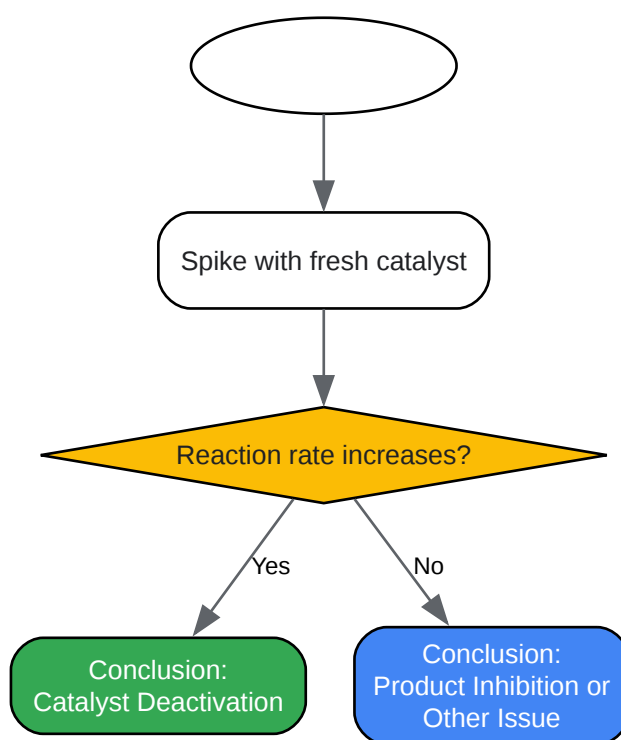 Spike with fresh catalyst
Reaction rate increases?
Yes
No
Conclusion:
Catalyst Deactivation
Conclusion:
Product Inhibition or
Other Issue